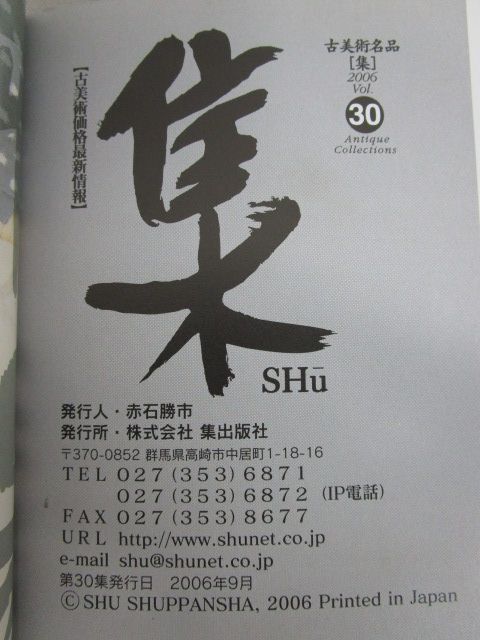 古美術名品
[集]
2006
Vol.
30
Antique
Collections
【古美術価格最新情報】
集
SHū
発行人・赤石勝市
発行所・株式会社 集出版社
〒370-0852 群馬県高崎市中居町1-18-16
TEL 027(353)6871
027(353)6872 (IP電話)
FAX 027(353)8677
URL http://www.shunet.co.jp
e-mail shu@shunet.co.jp
第30集発行日 2006年9月
©SHU SHUPPANSHA, 2006 Printed in Japan